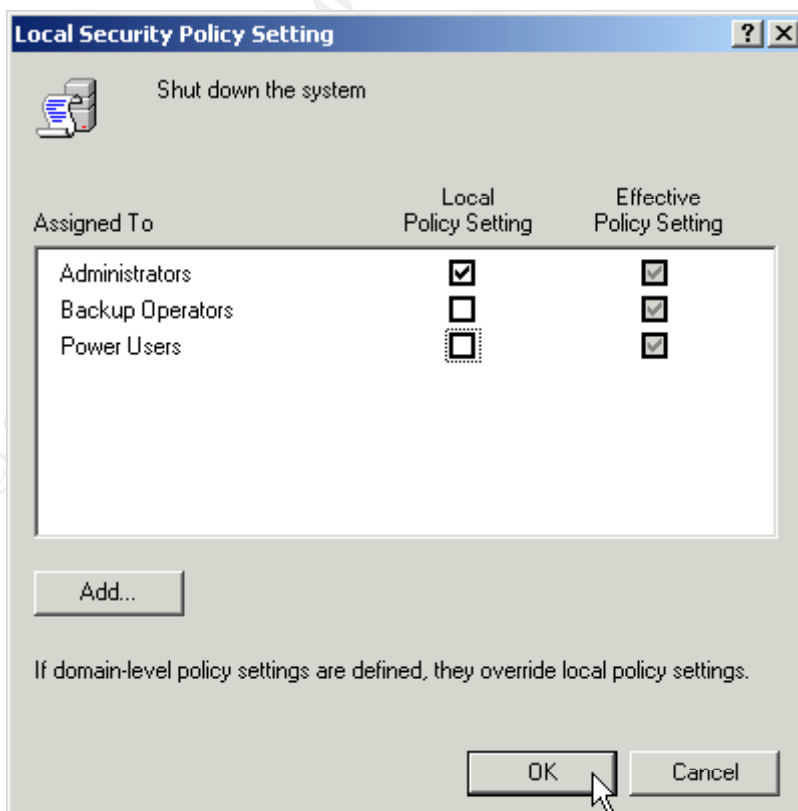 Local Security Policy Setting
Shut down the system
Assigned To
Local
Policy Setting
Effective
Policy Setting
Administrators
Backup Operators
Power Users
Add...
If domain-level policy settings are defined, they override local policy settings.
OK
Cancel